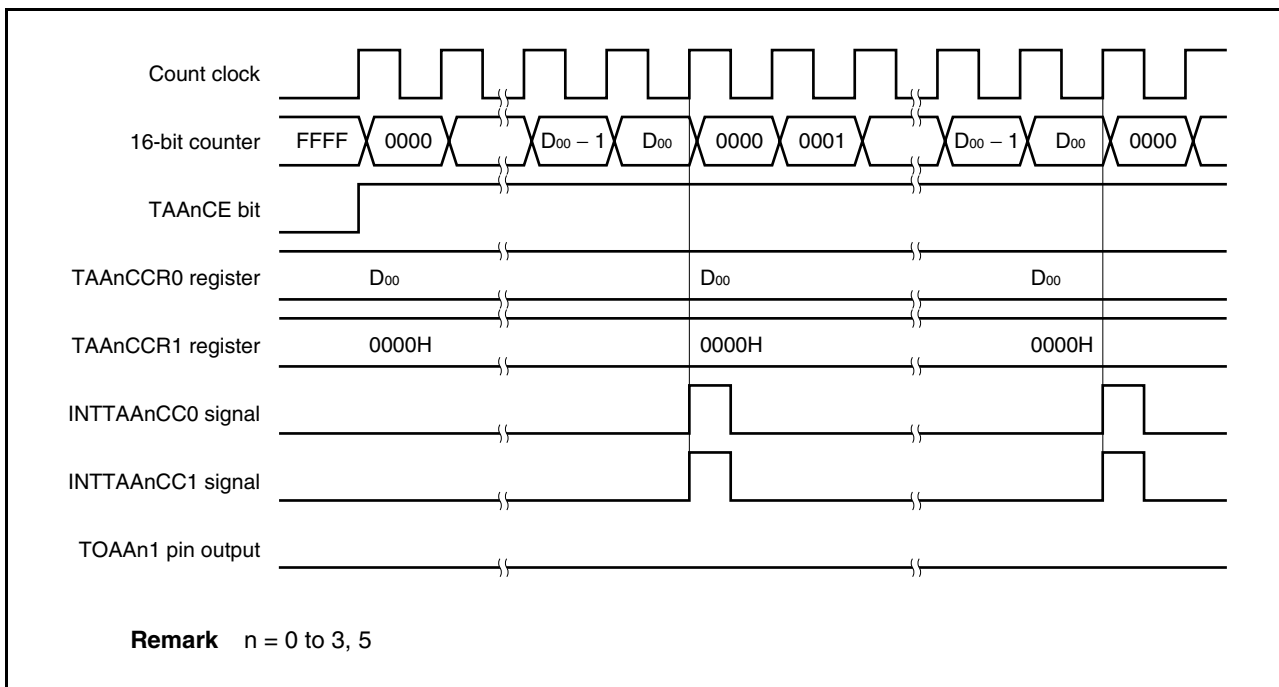 Count clock
16-bit counter FFFF 0000 D00 − 1 D00 0000 0001 D00 − 1 D00 0000
TAAnCE bit
TAAnCCR0 register D00 D00 D00
TAAnCCR1 register 0000H 0000H 0000H
INTTAAnCC0 signal
INTTAAnCC1 signal
TOAAn1 pin output
Remark n = 0 to 3, 5